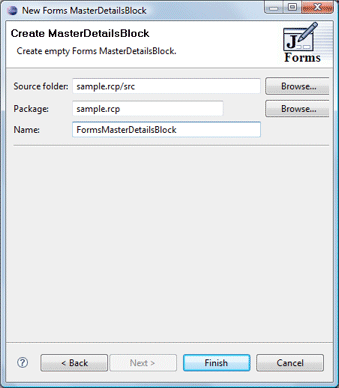 New Forms MasterDetailsBlock
Create MasterDetailsBlock
Create empty Forms MasterDetailsBlock.
J
Forms
Source folder: sample.rcp/src Browse...
Package: sample.rcp Browse...
Name: FormsMasterDetailsBlock
? < Back Next > Finish Cancel